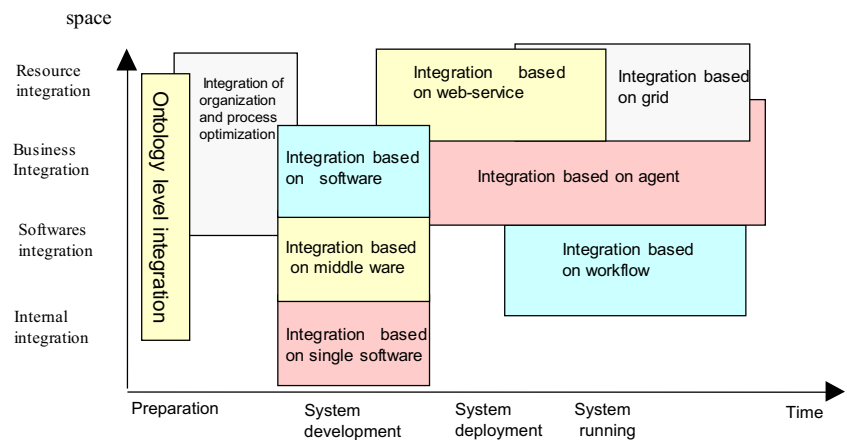 space
Resource
integration
Business
Integration
Softwares
integration
Internal
integration
Ontology level integration
Integration of
organization
and process
optimization
Integration based
on web-service
Integration based
on grid
Integration based
on software
Integration based on agent
Integration based
on middle ware
Integration based
on workflow
Integration based
on single software
Preparation
System
development
System
deployment
System
running
Time